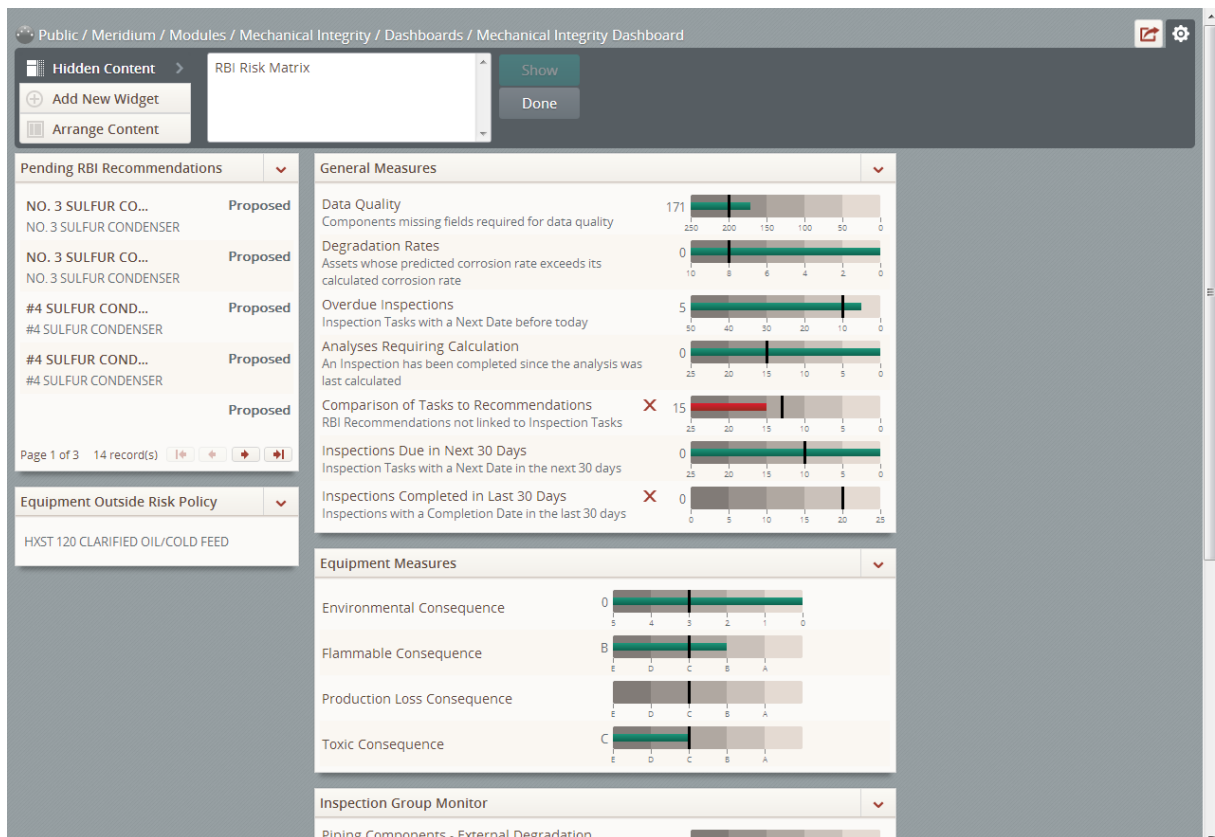 Public / Meridium / Modules / Mechanical Integrity / Dashboards / Mechanical Integrity Dashboard
Hidden Content >
Add New Widget
Arrange Content
RBI Risk Matrix
Show
Done
Pending RBI Recommendations
NO. 3 SULFUR CO... Proposed
NO. 3 SULFUR CONDENSER
NO. 3 SULFUR CO... Proposed
NO. 3 SULFUR CONDENSER
#4 SULFUR COND... Proposed
#4 SULFUR CONDENSER
#4 SULFUR COND... Proposed
#4 SULFUR CONDENSER
Proposed
Page 1 of 3 14 record(s)
Equipment Outside Risk Policy
HXST 120 CLARIFIED OIL/COLD FEED
General Measures
Data Quality 171
Components missing fields required for data quality
250 200 150 100 50 0
Degradation Rates 0
Assets whose predicted corrosion rate exceeds its
calculated corrosion rate
10 8 6 4 2 0
Overdue Inspections 5
Inspection Tasks with a Next Date before today
50 40 30 20 10 0
Analyses Requiring Calculation 0
An Inspection has been completed since the analysis was
last calculated
25 20 15 10 5 0
Comparison of Tasks to Recommendations X 15
RBI Recommendations not linked to Inspection Tasks
25 20 15 10 5 0
Inspections Due in Next 30 Days 0
Inspection Tasks with a Next Date in the next 30 days
25 20 15 10 5 0
Inspections Completed in Last 30 Days X 0
Inspections with a Completion Date in the last 30 days
0 5 10 15 20 25
Equipment Measures
Environmental Consequence 0
5 4 3 2 1 0
Flammable Consequence B
E D C B A
Production Loss Consequence
E D C B A
Toxic Consequence C
E D C B A
Inspection Group Monitor
Piping Components - External Degradation